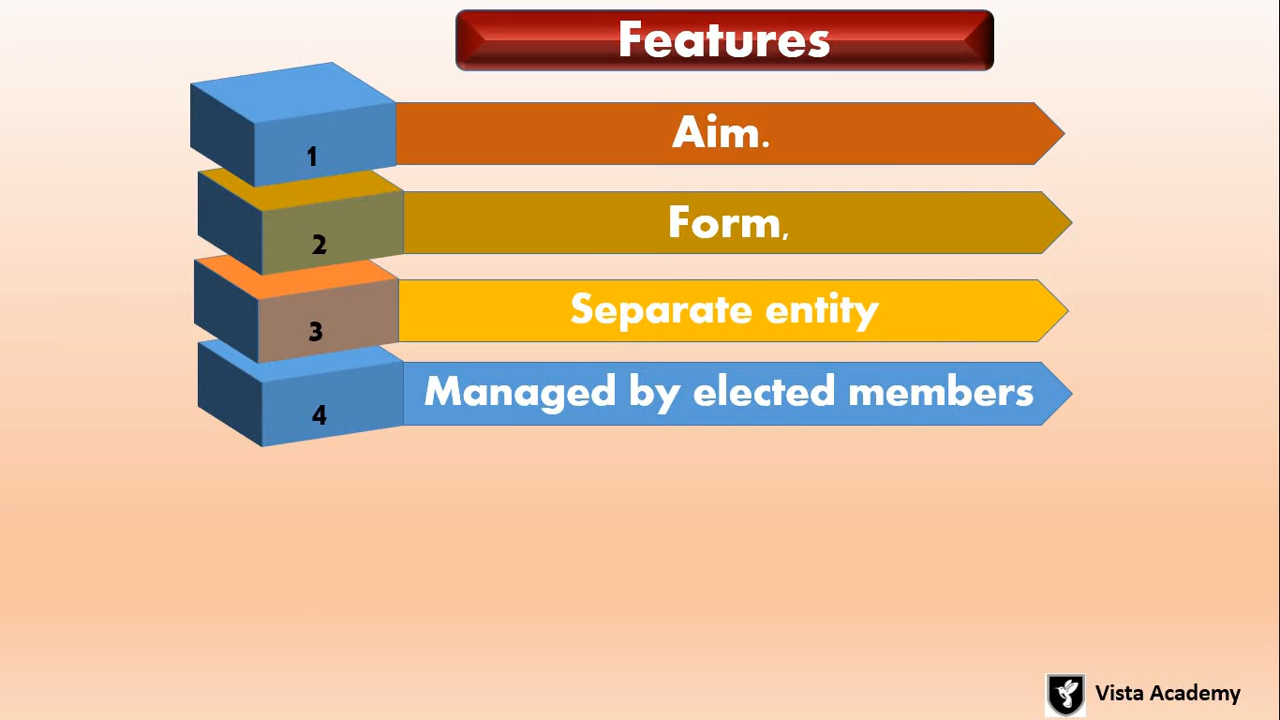 Features
1
Aim.
2
Form,
3
Separate entity
4
Managed by elected members
Vista Academy